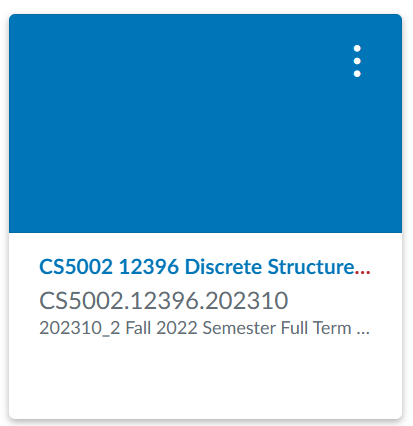 CS5002 12396 Discrete Structure...
CS5002.12396.202310
202310_2 Fall 2022 Semester Full Term ...